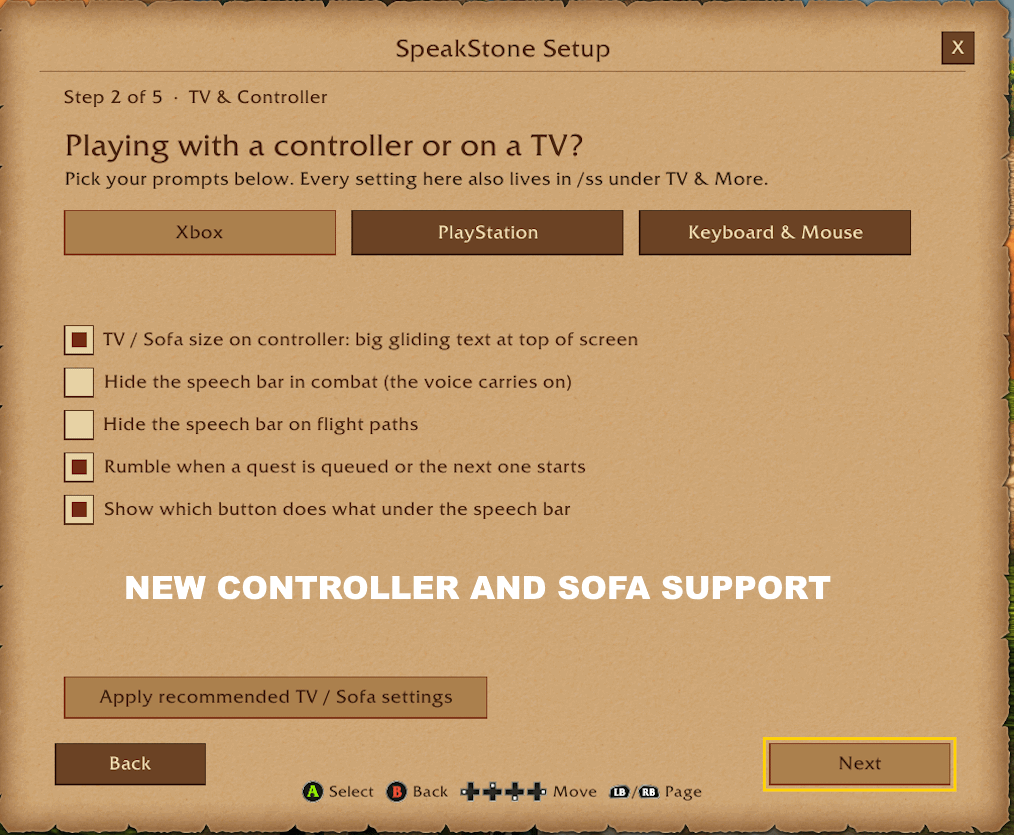 SpeakStone Setup
X
Step 2 of 5 · TV & Controller
Playing with a controller or on a TV?
Pick your prompts below. Every setting here also lives in /ss under TV & More.
Xbox PlayStation Keyboard & Mouse
TV / Sofa size on controller: big gliding text at top of screen
Hide the speech bar in combat (the voice carries on)
Hide the speech bar on flight paths
Rumble when a quest is queued or the next one starts
Show which button does what under the speech bar
NEW CONTROLLER AND SOFA SUPPORT
Apply recommended TV / Sofa settings
Back Next
A Select B Back Move LB/RB Page